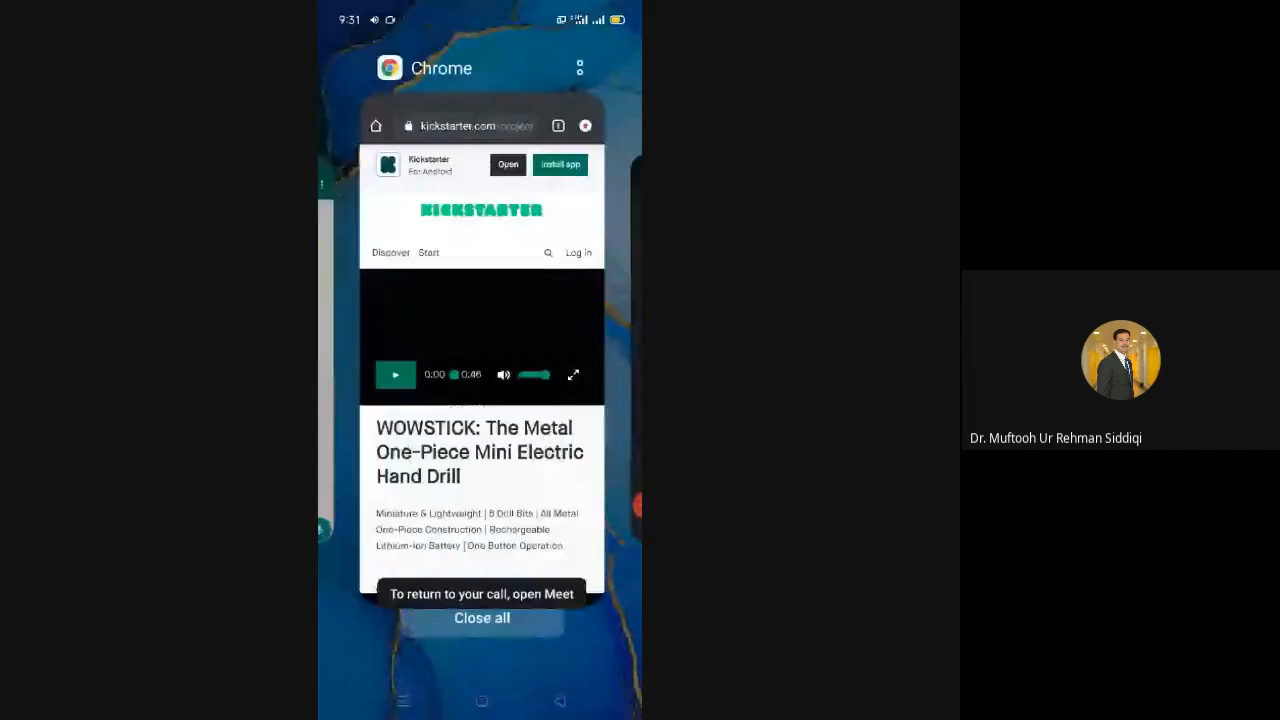 9:31
Chrome
kickstarter.com/project
Kickstarter
For Android
Open
Install app
KICKSTARTER
Discover Start
Log in
0:00
0:46
WOWSTICK: The Metal
One-Piece Mini Electric
Hand Drill
Miniature & Lightweight | 6 Drill Bits | All Metal
One-Piece Construction | Rechargeable
Lithium-ion Battery | One Button Operation
To return to your call, open Meet
Close all
Dr. Muftooh Ur Rehman Siddiqi